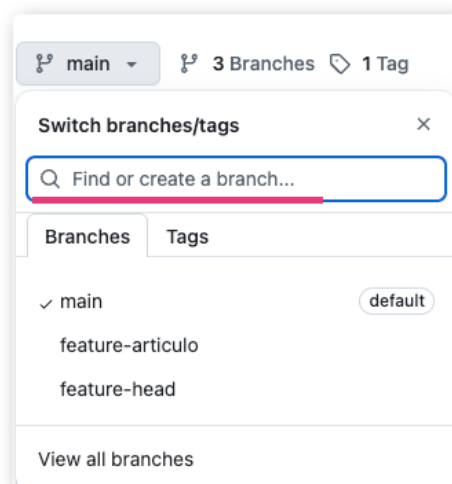 main 3 Branches 1 Tag
Switch branches/tags
Find or create a branch...
Branches Tags
main default
feature-articulo
feature-head
View all branches